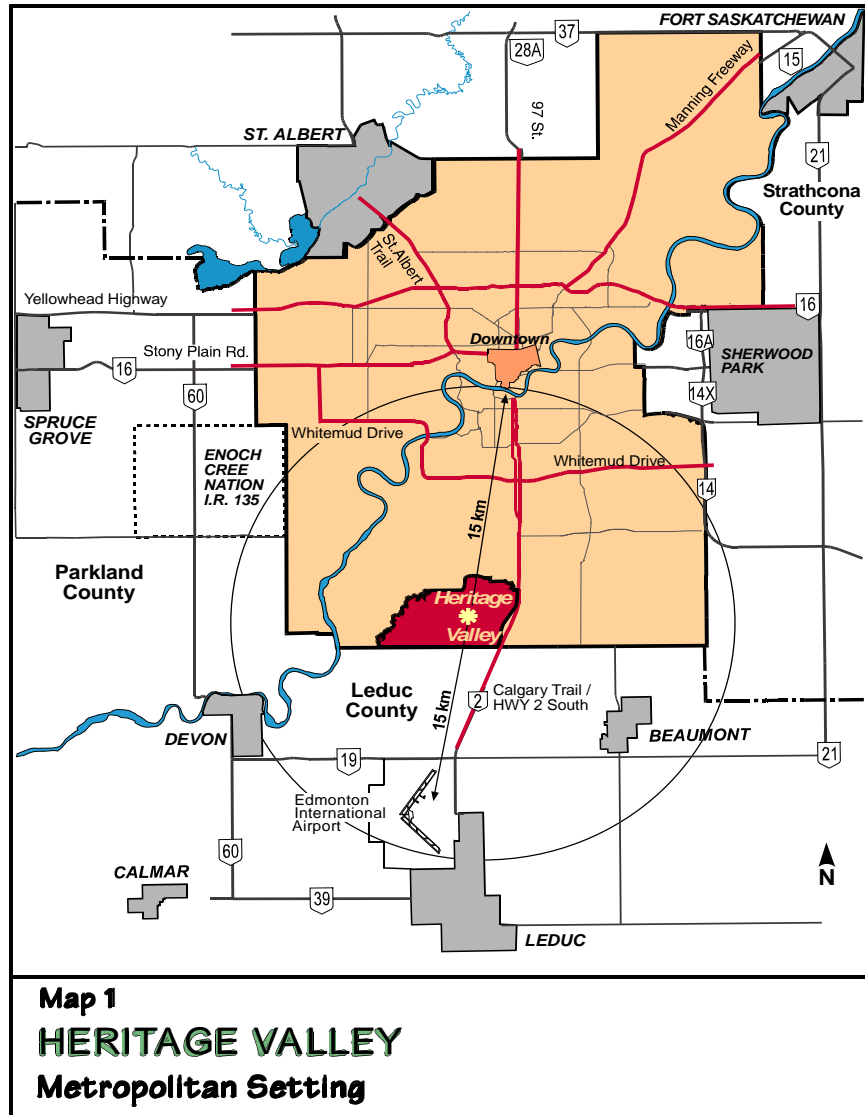 FORT SASKATCHEWAN
37
28A
15
Manning Freeway
97 St.
ST. ALBERT
21
Strathcona
County
St.Albert
Trail
Yellowhead Highway
16
Downtown
16A
Stony Plain Rd.
16
SHERWOOD
PARK
60
14X
SPRUCE
GROVE
Whitemud Drive
ENOCH
CREE
NATION
I.R. 135
Whitemud Drive
14
15 km
Parkland
County
Heritage
Valley
Leduc
County
15 km
2
Calgary Trail /
HWY 2 South
DEVON
BEAUMONT
19
21
Edmonton
International
Airport
60
CALMAR
N
39
LEDUC
Map 1
HERITAGE VALLEY
Metropolitan Setting